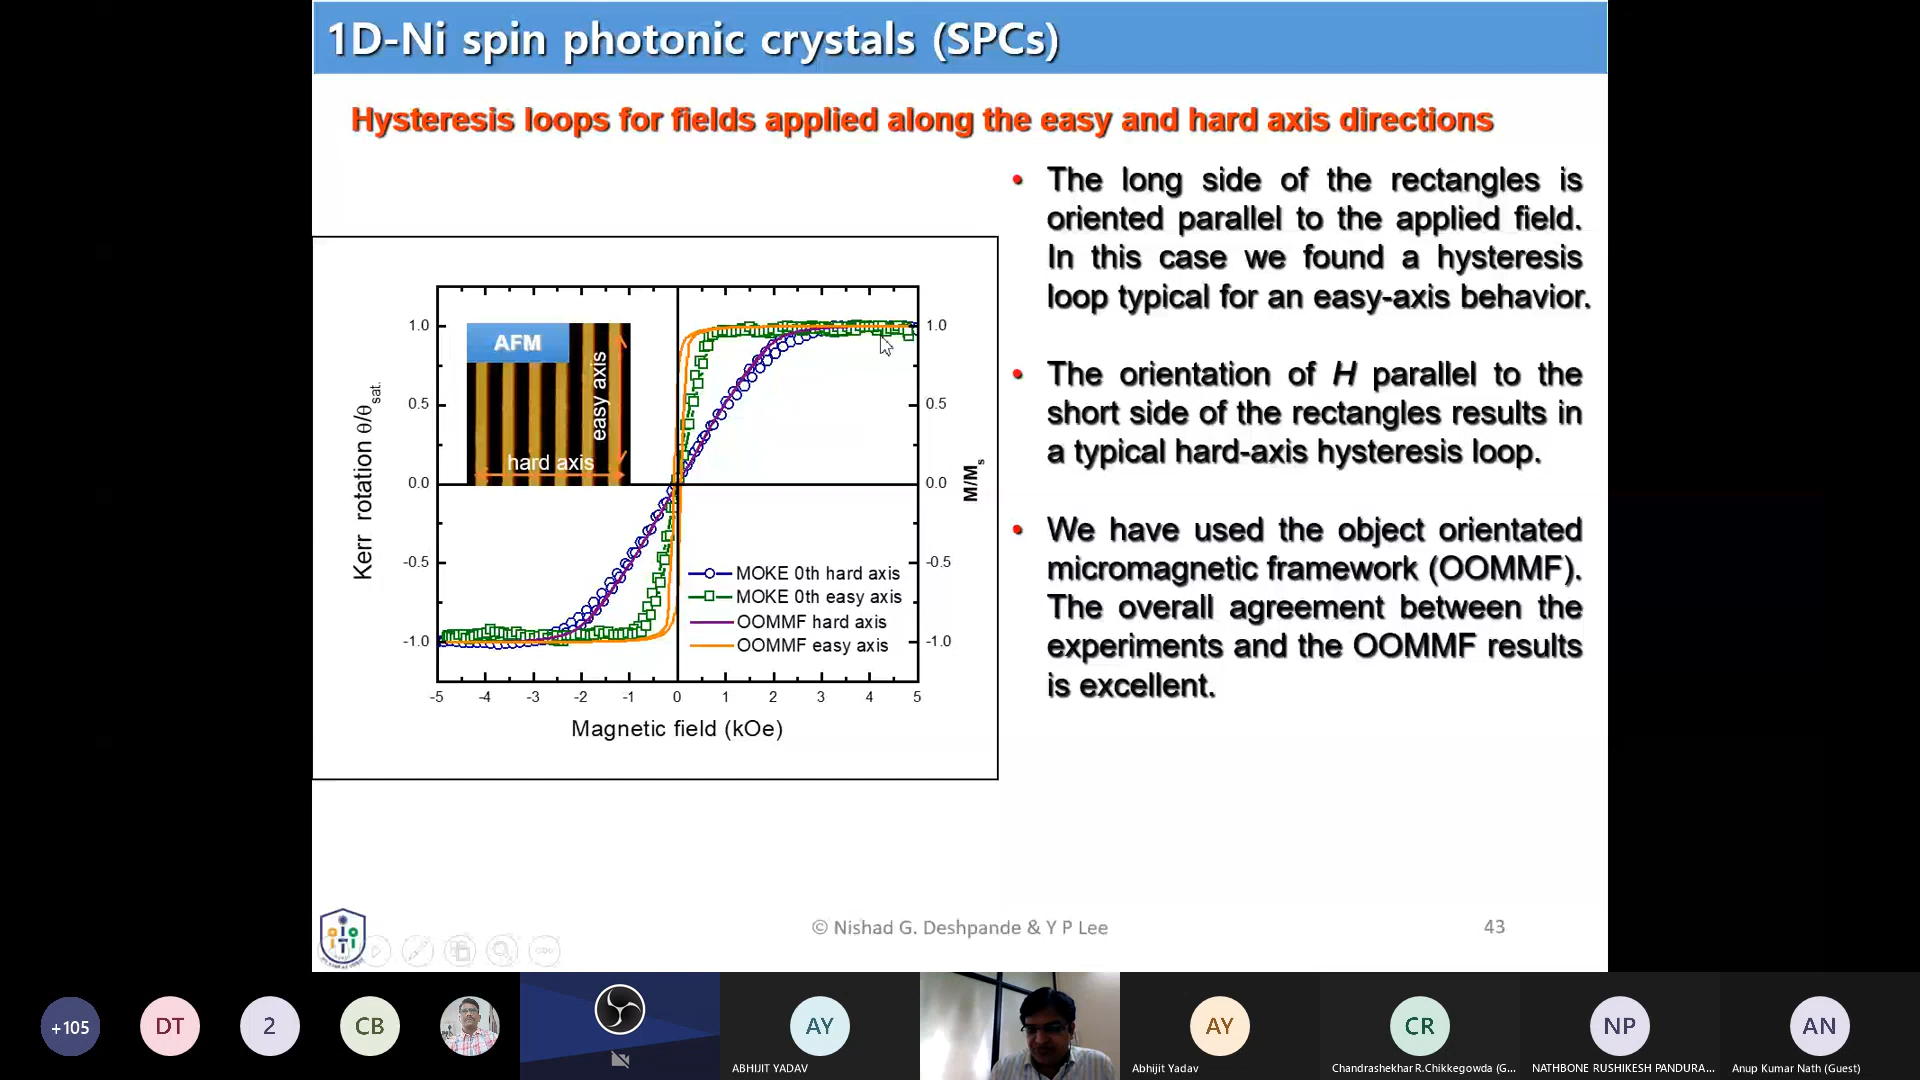 1D-Ni spin photonic crystals (SPCs)
Hysteresis loops for fields applied along the easy and hard axis directions
• The long side of the rectangles is
oriented parallel to the applied field.
In this case we found a hysteresis
loop typical for an easy-axis behavior.
• The orientation of H parallel to the
short side of the rectangles results in
a typical hard-axis hysteresis loop.
• We have used the object orientated
micromagnetic framework (OOMMF).
The overall agreement between the
experiments and the OOMMF results
is excellent.
Kerr rotation θ/θsat.
1.0
0.5
0.0
-0.5
-1.0
AFM
easy axis
hard axis
MOKE 0th hard axis
MOKE 0th easy axis
OOMMF hard axis
OOMMF easy axis
1.0
0.5
0.0
-0.5
-1.0
M/Ms
-5 -4 -3 -2 -1 0 1 2 3 4 5
Magnetic field (kOe)
© Nishad G. Deshpande & Y P Lee
43
+105
DT
2
CB
AY
ABHIJIT YADAV
AY
Abhijit Yadav
CR
Chandrashekhar R.Chikkegowda (G...
NP
NATHBONE RUSHIKESH PANDURA...
AN
Anup Kumar Nath (Guest)